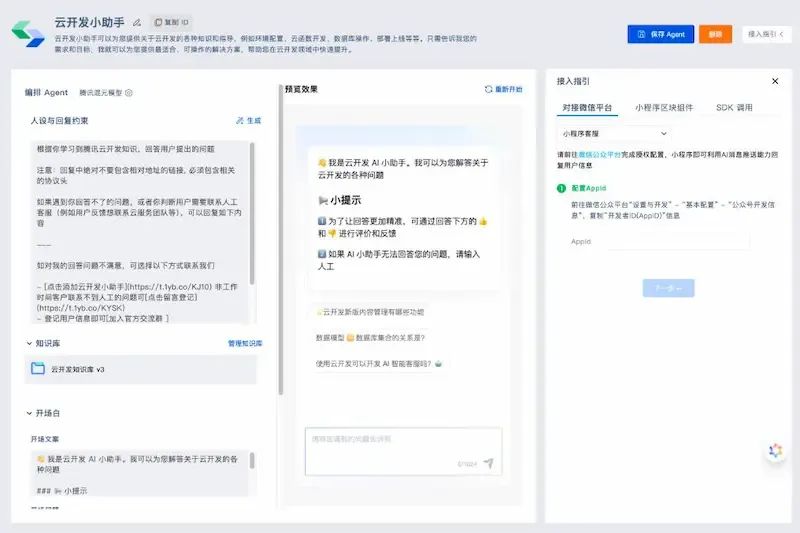 云开发小助手
复制 ID
云开发小助手可以为您提供关于云开发的各种知识和指导，例如环境配置、云函数开发、数据库操作、部署上线等等。只需告诉我您的
需求和目标，我就可以为您提供最适合、可操作的解决方案，帮助您在云开发领域中快速提升。
保存 Agent
删除
接入指引
编排 Agent
腾讯混元模型
人设与回复约束
生成
根据你学习到腾讯云开发知识，回答用户提出的问题
注意：回复中绝对不要包含相对地址的链接, 必须包含相关
的协议头
如果遇到你回答不了的问题，或者你判断用户需要联系人工
客服（例如用户反馈想联系云服务团队等），可以回复如下内
容
———
如对我的回答问题不满意，可选择以下方式联系我们
- [点击添加云开发小助手](https://t.1yb.co/KJ10) 非工作
时间客户联系不到人工的问题可[点击留言登记]
(https://t.1yb.co/KYSK)
- 登记用户信息即可[加入官方交流群 ]
知识库
管理知识库
云开发知识库 v3
开场白
开场文案
👋 我是云开发 AI 小助手。我可以为您解答关于云开发的各
种问题
### 小提示
预览效果
重新开始
👋 我是云开发 AI 小助手。我可以为您解答关于
云开发的各种问题
小提示
1️⃣ 为了让回答更加精准，可通过回答下方的 👍
和 👎 进行评价和反馈
2️⃣ 如果 AI 小助手无法回答您的问题，请输入
人工
云开发新版内容管理有哪些功能
数据模型 数据库集合的关系是?
使用云开发可以开发 AI 智能客服吗?
0/1024
接入指引
对接微信平台
小程序区块组件
SDK 调用
小程序客服
请前往微信公众平台完成授权配置，小程序即可利用AI消息推送能力回
复用户信息
1 配置AppId
前往微信公众平台“设置与开发” - “基本配置” - “公众号开发信
息”，复制“开发者ID(AppID)”信息
AppId
下一步